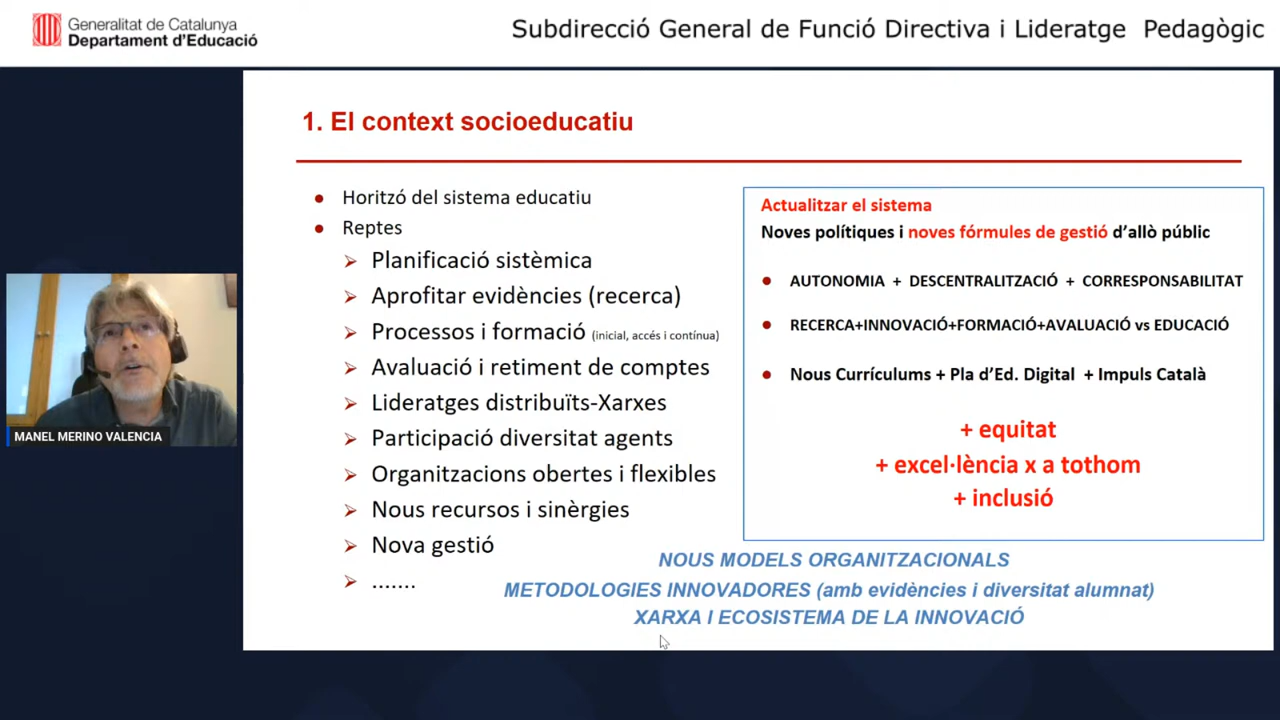 Generalitat de Catalunya
Departament d'Educació
Subdirecció General de Funció Directiva i Lideratge Pedagògic
1. El context socioeducatiu
Horitzó del sistema educatiu
Reptes
Planificació sistèmica
Aprofitar evidències (recerca)
Processos i formació (inicial, accés i contínua)
Avaluació i retiment de comptes
Lideratges distribuïts-Xarxes
Participació diversitat agents
Organitzacions obertes i flexibles
Nous recursos i sinèrgies
Nova gestió
.......
Actualitzar el sistema
Noves polítiques i noves fórmules de gestió d'allò públic
AUTONOMIA + DESCENTRALITZACIÓ + CORRESPONSABILITAT
RECERCA+INNOVACIÓ+FORMACIÓ+AVALUACIÓ vs EDUCACIÓ
Nous Currículums + Pla d'Ed. Digital + Impuls Català
+ equitat
+ excel·lència x a tothom
+ inclusió
NOUS MODELS ORGANITZACIONALS
METODOLOGIES INNOVADORES (amb evidències i diversitat alumnat)
XARXA I ECOSISTEMA DE LA INNOVACIÓ
MANEL MERINO VALENCIA